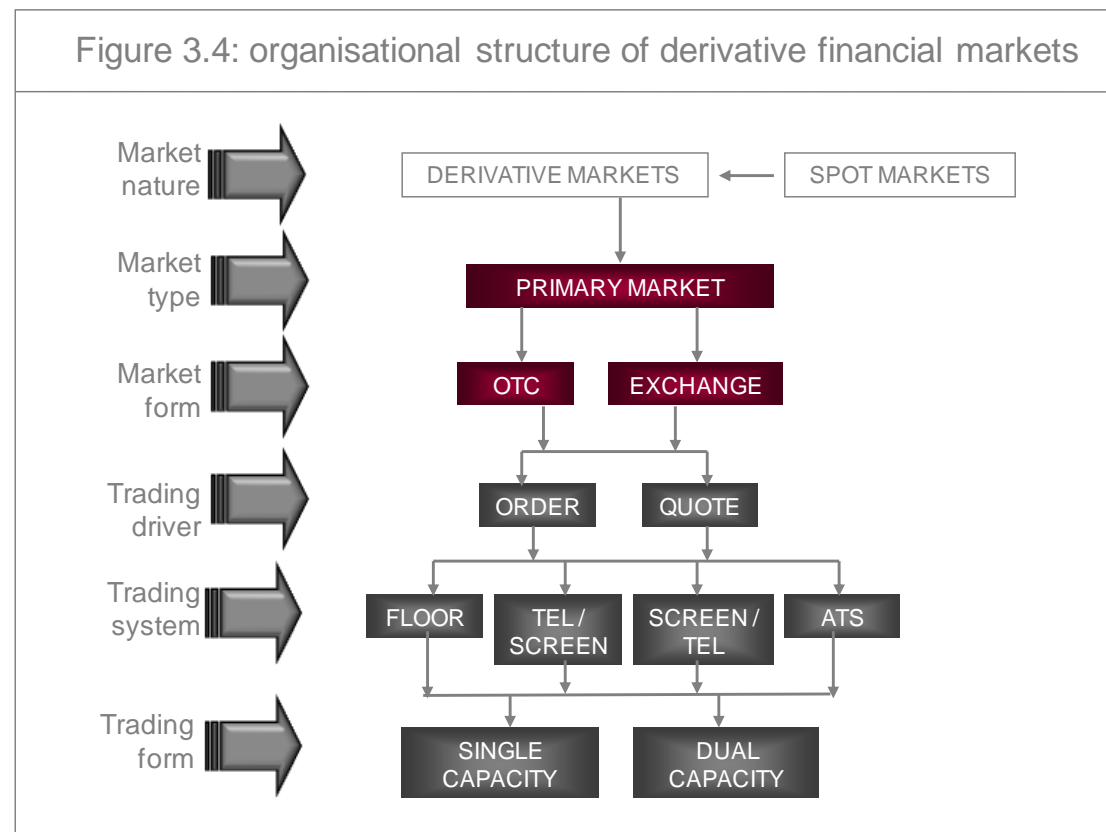 Figure 3.4: organisational structure of derivative financial markets
Market
nature
DERIVATIVE MARKETS
SPOT MARKETS
Market
type
PRIMARY MARKET
Market
form
OTC
EXCHANGE
Trading
driver
ORDER
QUOTE
Trading
system
FLOOR
TEL /
SCREEN
SCREEN /
TEL
ATS
Trading
form
SINGLE
CAPACITY
DUAL
CAPACITY